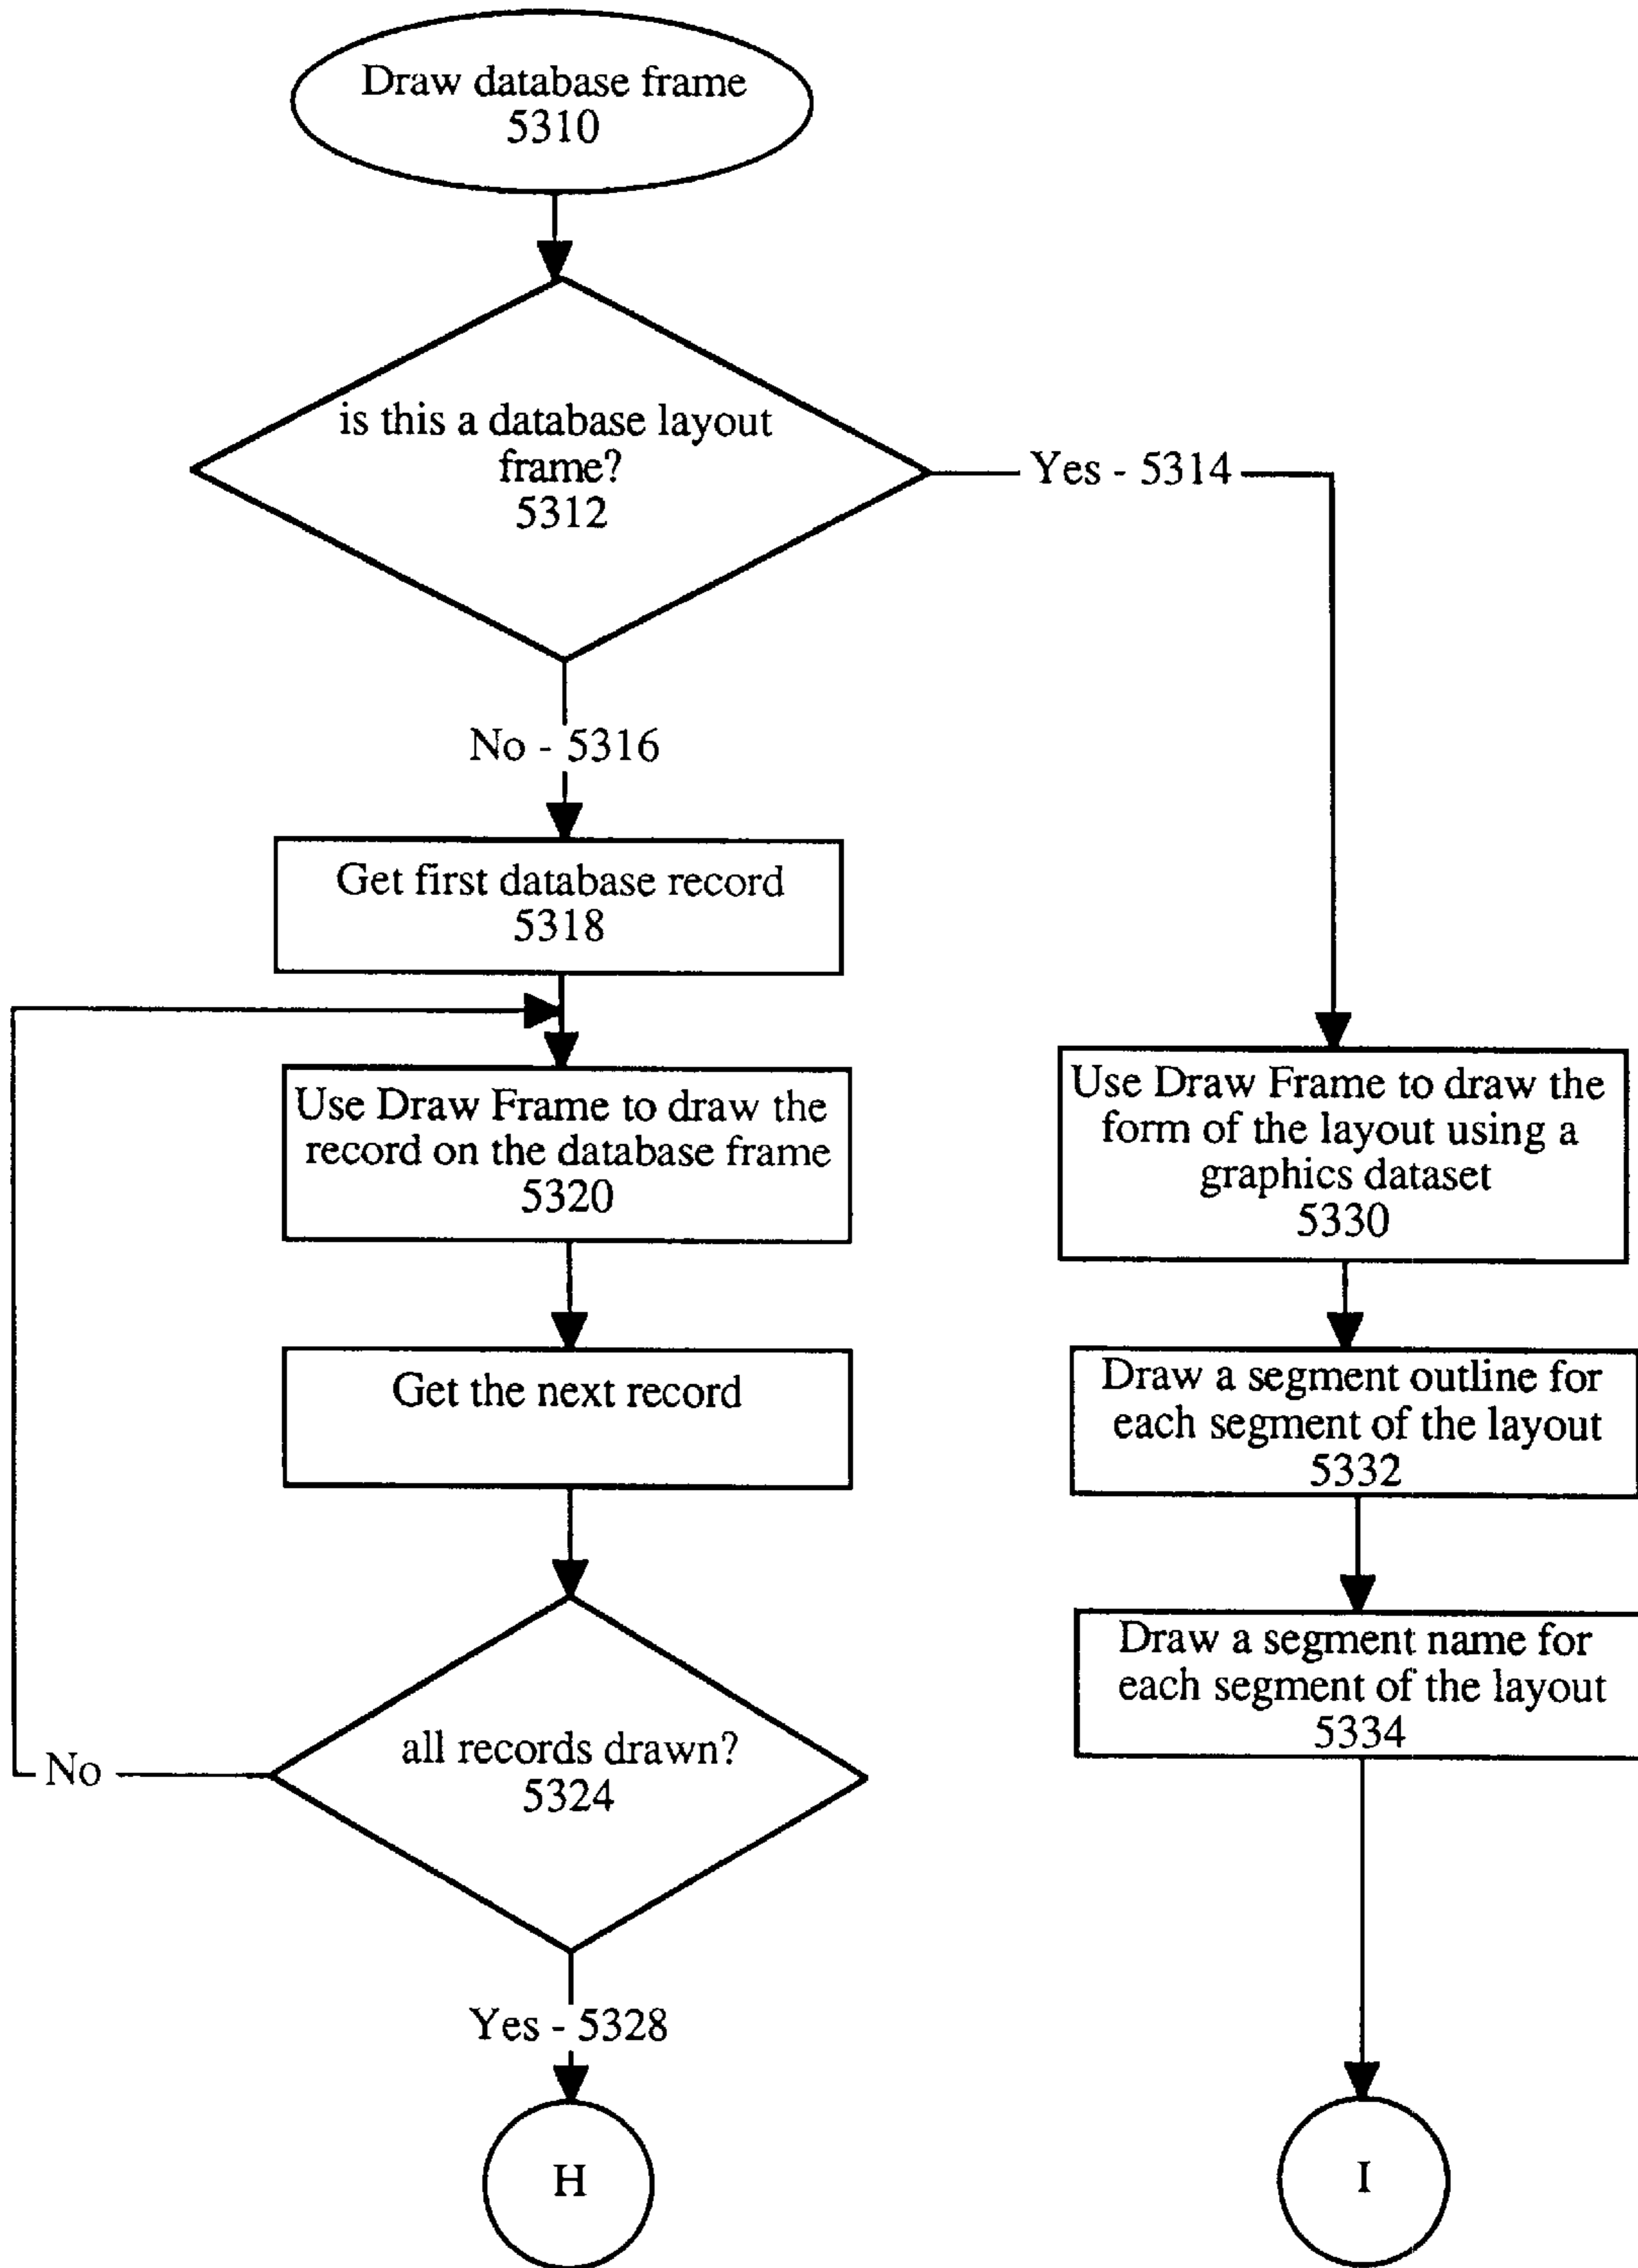 Draw database frame
5310
is this a database layout
frame?
5312
Yes - 5314
No - 5316
Get first database record
5318
Use Draw Frame to draw the
record on the database frame
5320
Get the next record
all records drawn?
5324
No
Yes - 5328
H
Use Draw Frame to draw the
form of the layout using a
graphics dataset
5330
Draw a segment outline for
each segment of the layout
5332
Draw a segment name for
each segment of the layout
5334
I